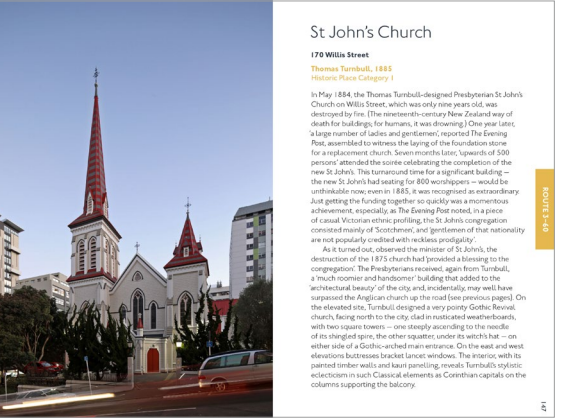 St John's Church
170 Willis Street
Thomas Turnbull, 1885
Historic Place Category 1
In May 1884, the Thomas Turnbull-designed Presbyterian St John's
Church on Willis Street, which was only nine years old, was
destroyed by fire. (The nineteenth-century New Zealand way of
death for buildings; for humans, it was drowning.) One year later,
'a large number of ladies and gentlemen', reported The Evening
Post, assembled to witness the laying of the foundation stone
for a replacement church. Seven months later, 'upwards of 500
persons' attended the soirée celebrating the completion of the
new St John's. This turnaround time for a significant building —
the new St John's had seating for 800 worshippers — would be
unthinkable now; even in 1885, it was recognised as extraordinary.
Just getting the funding together so quickly was a momentous
achievement, especially, as The Evening Post noted, in a piece
of casual Victorian ethnic profiling, the St John's congregation
consisted mainly of 'Scotchmen', and 'gentlemen of that nationality
are not popularly credited with reckless prodigality'.
As it turned out, observed the minister of St John's, the
destruction of the 1875 church had 'provided a blessing to the
congregation'. The Presbyterians received, again from Turnbull,
a 'much roomier and handsomer' building that added to the
'architectural beauty' of the city, and, incidentally, may well have
surpassed the Anglican church up the road (see previous pages). On
the elevated site, Turnbull designed a very pointy Gothic Revival
church, facing north to the city, clad in rusticated weatherboards,
with two square towers — one steeply ascending to the needle
of its shingled spire, the other squatter, under its witch's hat — on
either side of a Gothic-arched main entrance. On the east and west
elevations buttresses bracket lancet windows. The interior, with its
painted timber walls and kauri panelling, reveals Turnbull's stylistic
eclecticism in such Classical elements as Corinthian capitals on the
columns supporting the balcony.
ROUTE 3–60
147